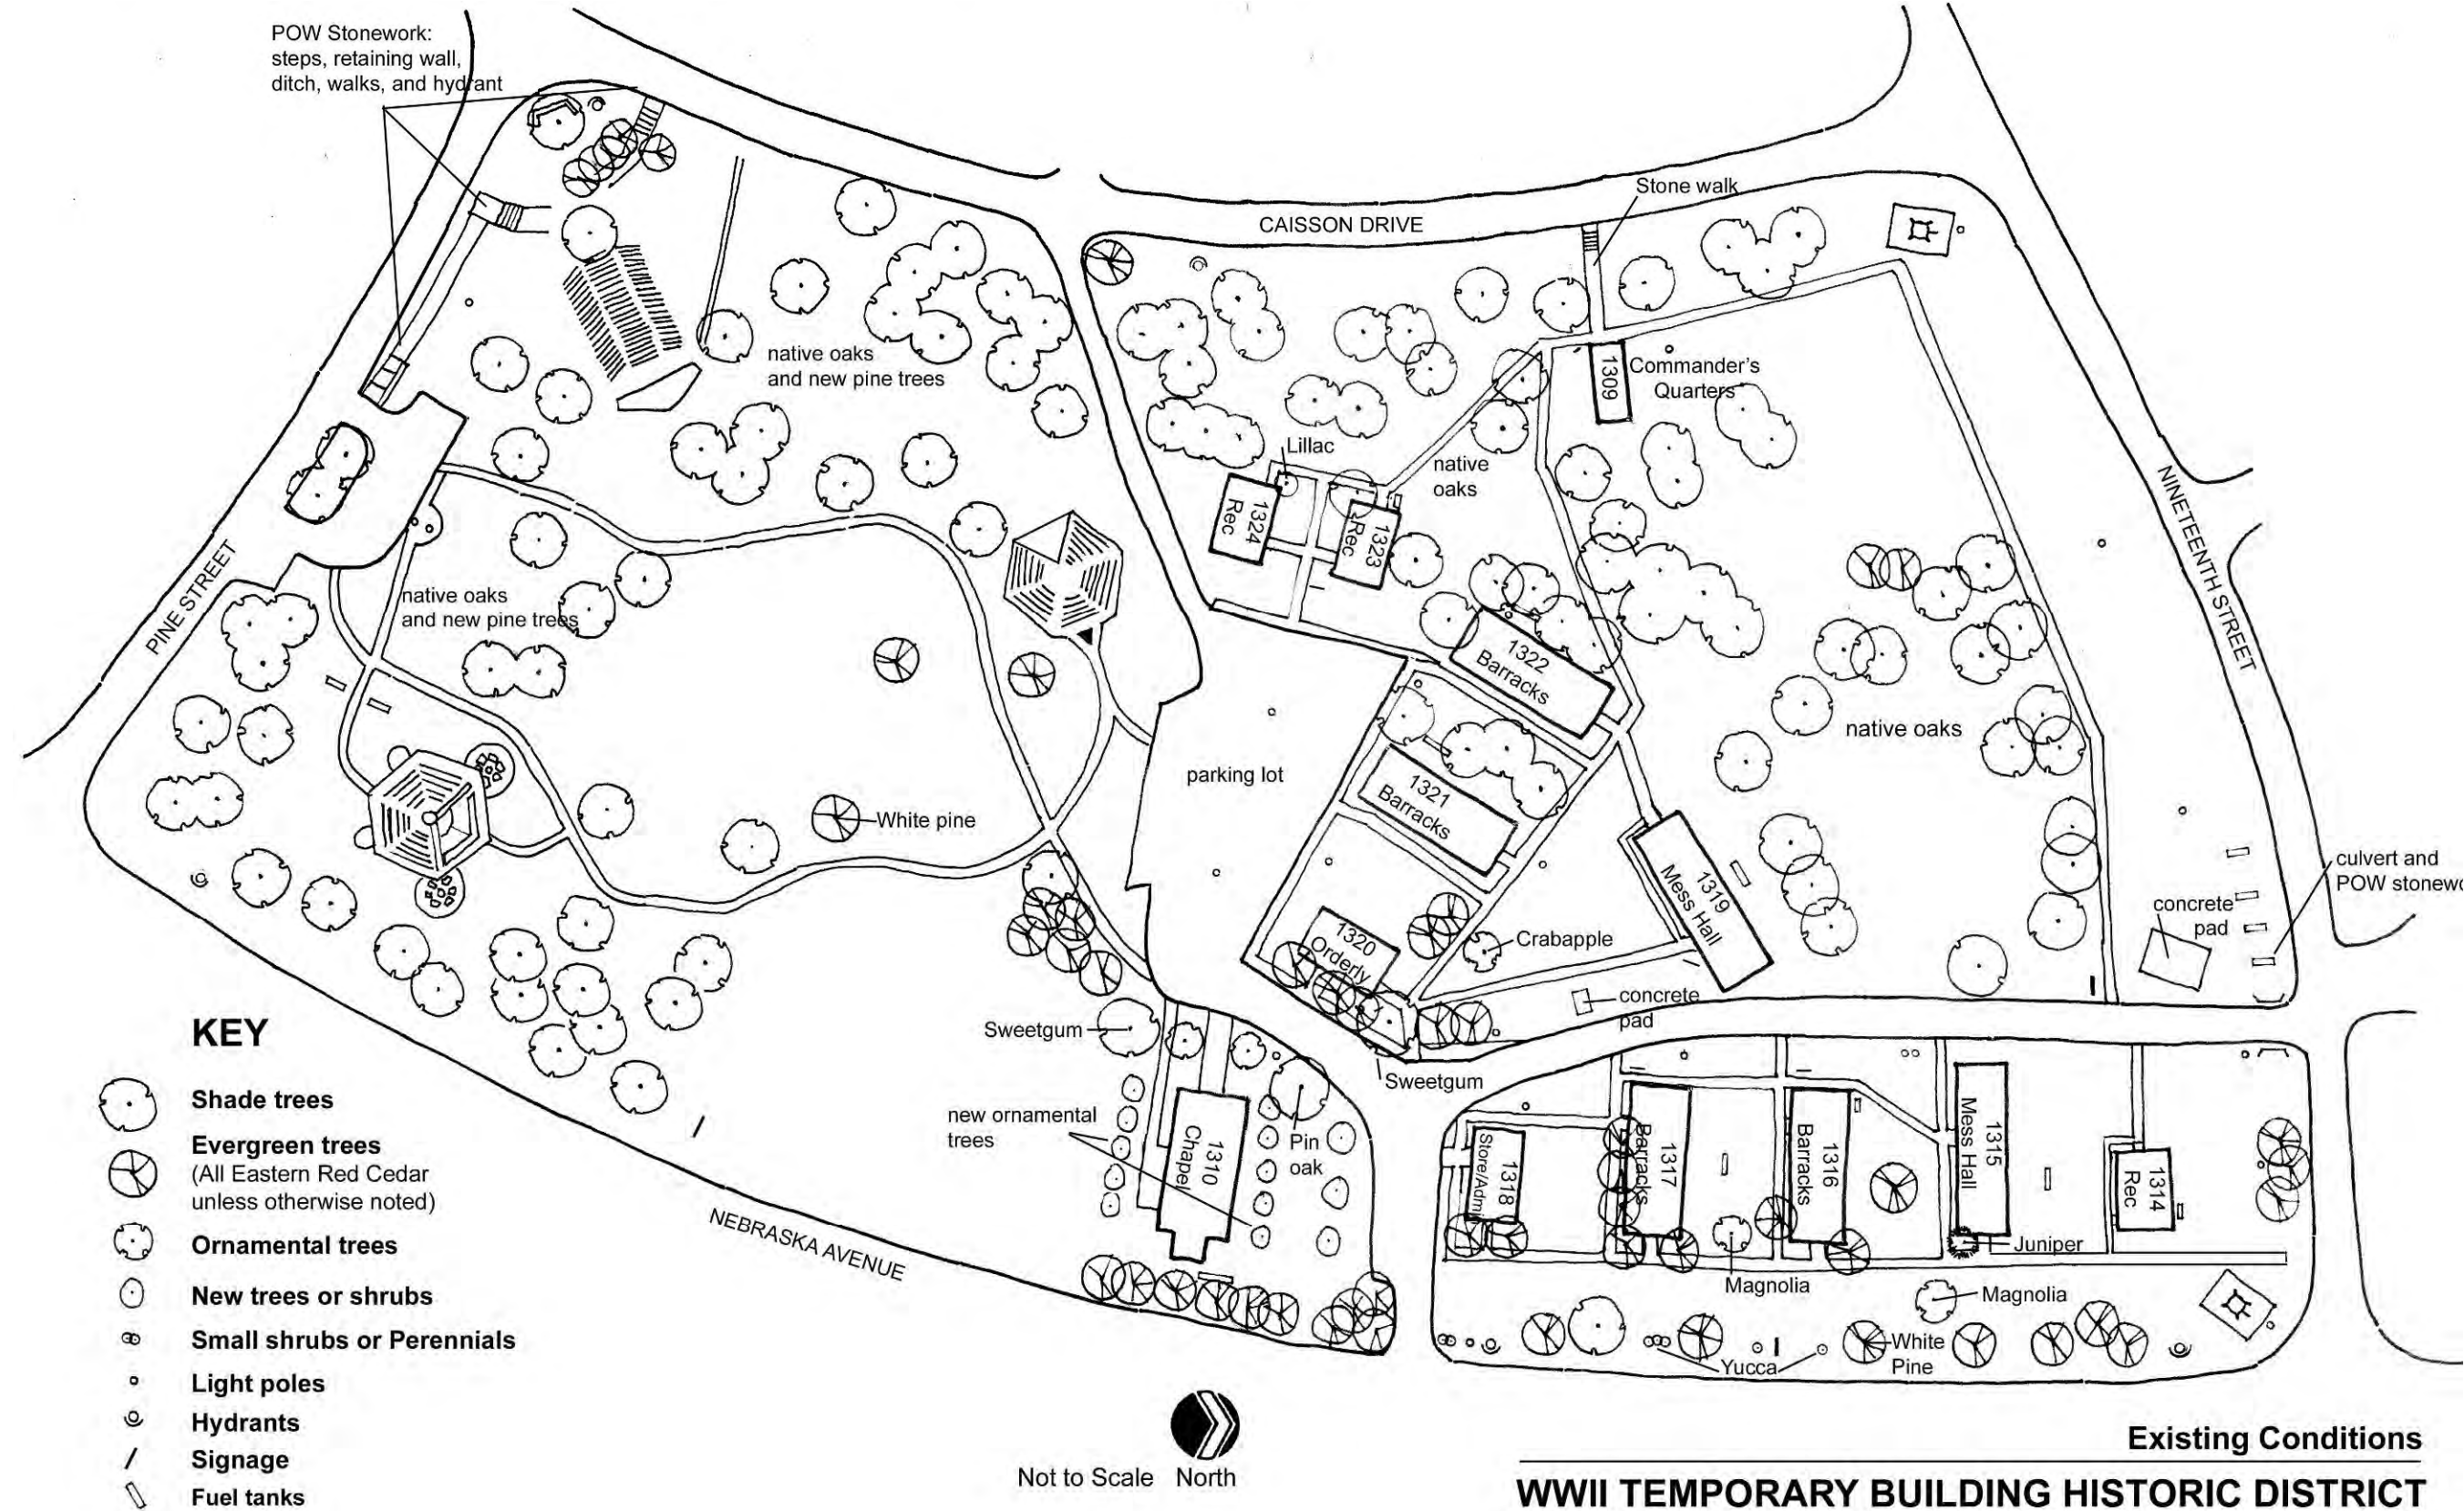 POW Stonework:
steps, retaining wall,
ditch, walks, and hydrant
Stone walk
CAISSON DRIVE
native oaks
and new pine trees
1309
Commander's
Quarters
Lillac
native
oaks
1324
Rec
1323
Rec
NINETEENTH STREET
PINE STREET
native oaks
and new pine trees
1322
Barracks
native oaks
parking lot
1321
Barracks
White pine
1319
Mess Hall
culvert and
POW stonewo
concrete
pad
1320
Orderly
Crabapple
concrete
pad
Sweetgum
Sweetgum
new ornamental
trees
1310
Chapel
Pin
oak
1318
Store/Admi
1317
Barracks
1316
Barracks
1315
Mess Hall
1314
Rec
Juniper
Magnolia
Magnolia
NEBRASKA AVENUE
White
Pine
Yucca
KEY
Shade trees
Evergreen trees
(All Eastern Red Cedar
unless otherwise noted)
Ornamental trees
New trees or shrubs
Small shrubs or Perennials
Light poles
Hydrants
Signage
Fuel tanks
Not to Scale North
Existing Conditions
WWII TEMPORARY BUILDING HISTORIC DISTRICT